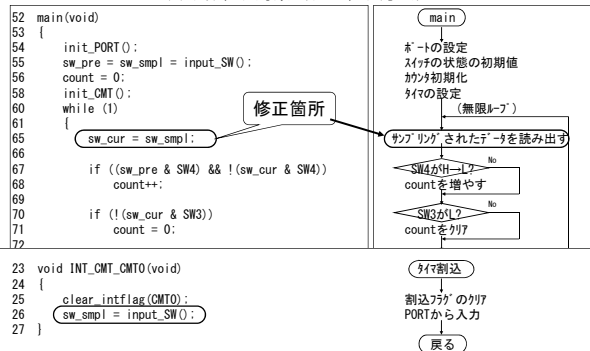 52 main(void)
53 {
54     init_PORT();
55     sw_pre = sw_smpl = input_SW();
56     count = 0;
58     init_CMT();
60     while (1)
61     {
65         sw_cur = sw_smpl;
66
67         if ((sw_pre & SW4) && !(sw_cur & SW4))
68             count++;
69
70         if (!(sw_cur & SW3))
71             count = 0;
72
修正箇所
main
ポートの設定
スイッチの状態の初期値
カウンタ初期化
タイマの設定
(無限ループ)
サンプリングされたデータを読み出す
SW4がH→L?
No
countを増やす
SW3がL?
No
countをクリア
23 void INT_CMT_CMT0(void)
24 {
25     clear_intflag(CMT0);
26     sw_smpl = input_SW();
27 }
タイマ割込
割込フラグのクリア
PORTから入力
戻る